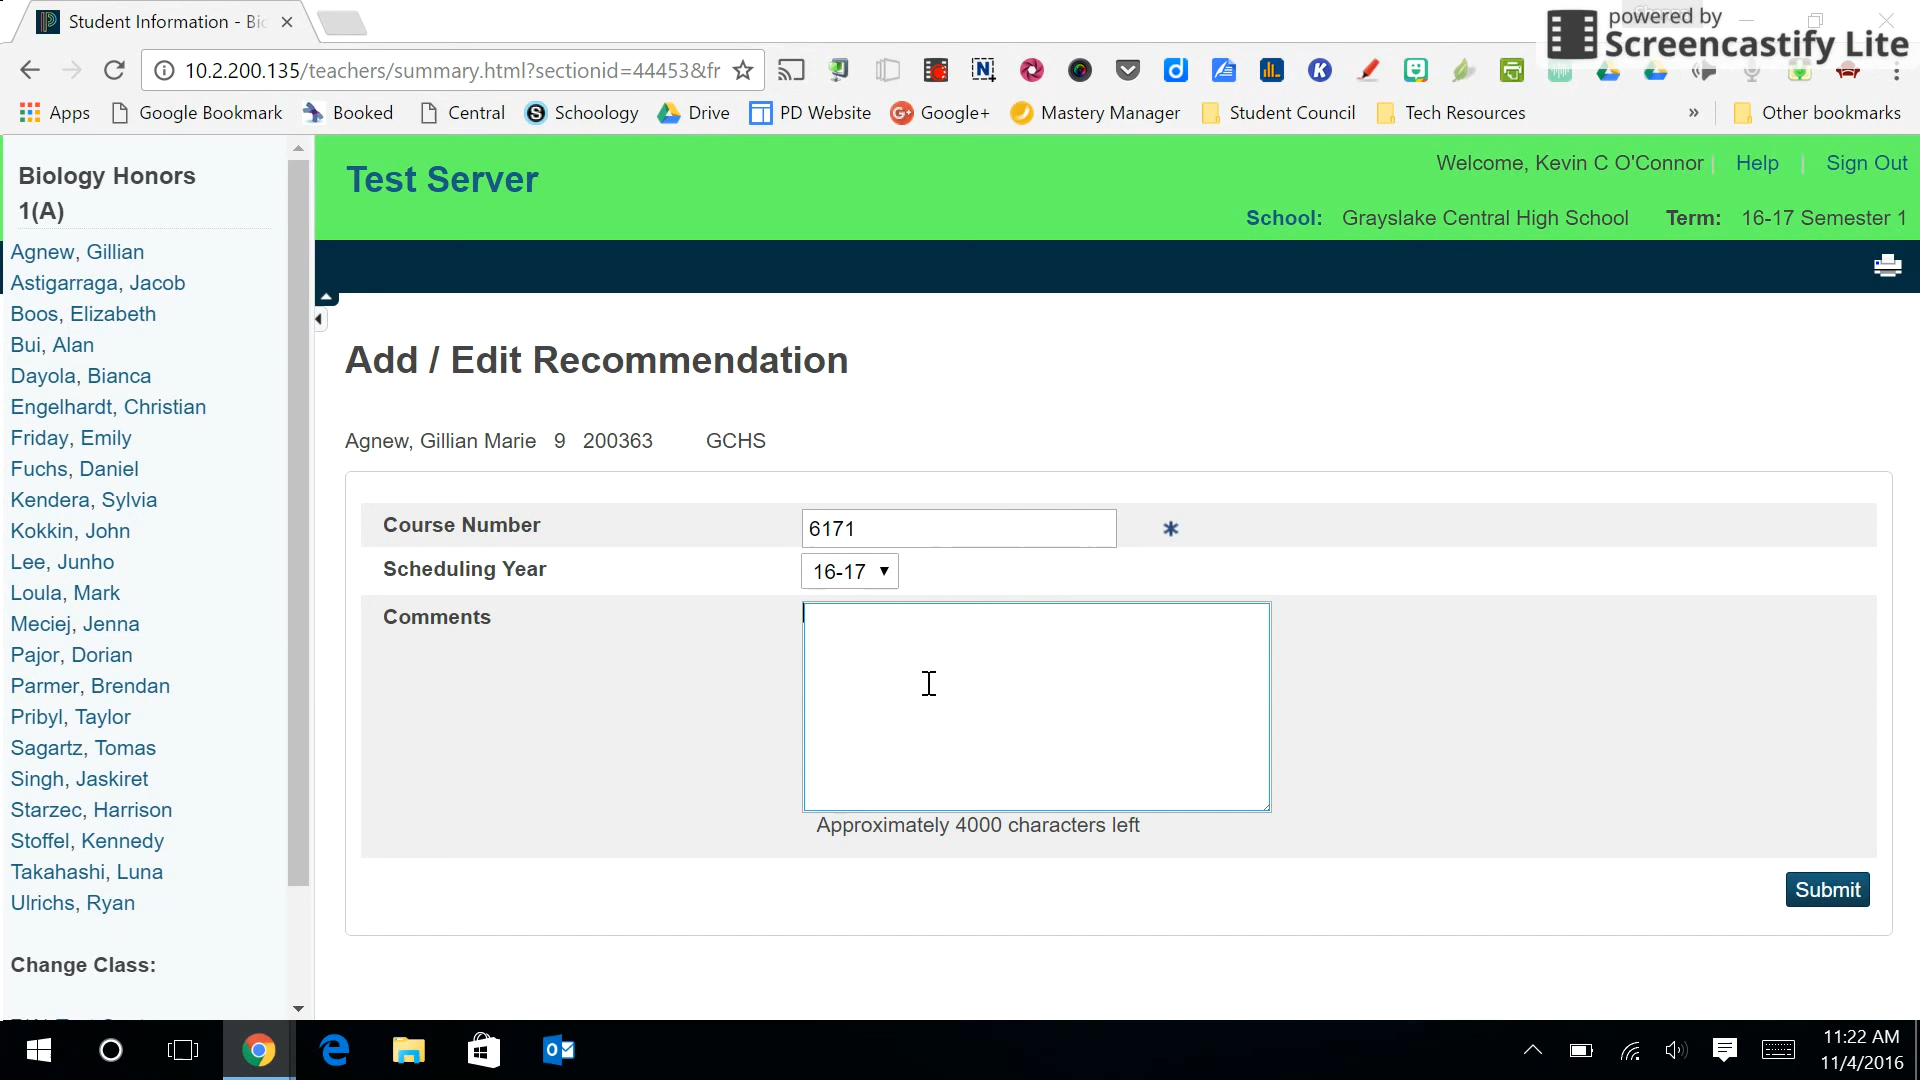 Student Information - Bi
powered by
Screencastify Lite
10.2.200.135/teachers/summary.html?sectionid=44453&fr
Apps
Google Bookmark
Booked
Central
Schoology
Drive
PD Website
Google+
Mastery Manager
Student Council
Tech Resources
»
Other bookmarks
Biology Honors
1(A)
Agnew, Gillian
Astigarraga, Jacob
Boos, Elizabeth
Bui, Alan
Dayola, Bianca
Engelhardt, Christian
Friday, Emily
Fuchs, Daniel
Kendera, Sylvia
Kokkin, John
Lee, Junho
Loula, Mark
Meciej, Jenna
Pajor, Dorian
Parmer, Brendan
Pribyl, Taylor
Sagartz, Tomas
Singh, Jaskiret
Starzec, Harrison
Stoffel, Kennedy
Takahashi, Luna
Ulrichs, Ryan
Change Class:
Test Server
Welcome, Kevin C O'Connor | Help | Sign Out
School: Grayslake Central High School Term: 16-17 Semester 1
Add / Edit Recommendation
Agnew, Gillian Marie 9 200363 GCHS
Course Number 6171 *
Scheduling Year 16-17
Comments
Approximately 4000 characters left
Submit
11:22 AM
11/4/2016